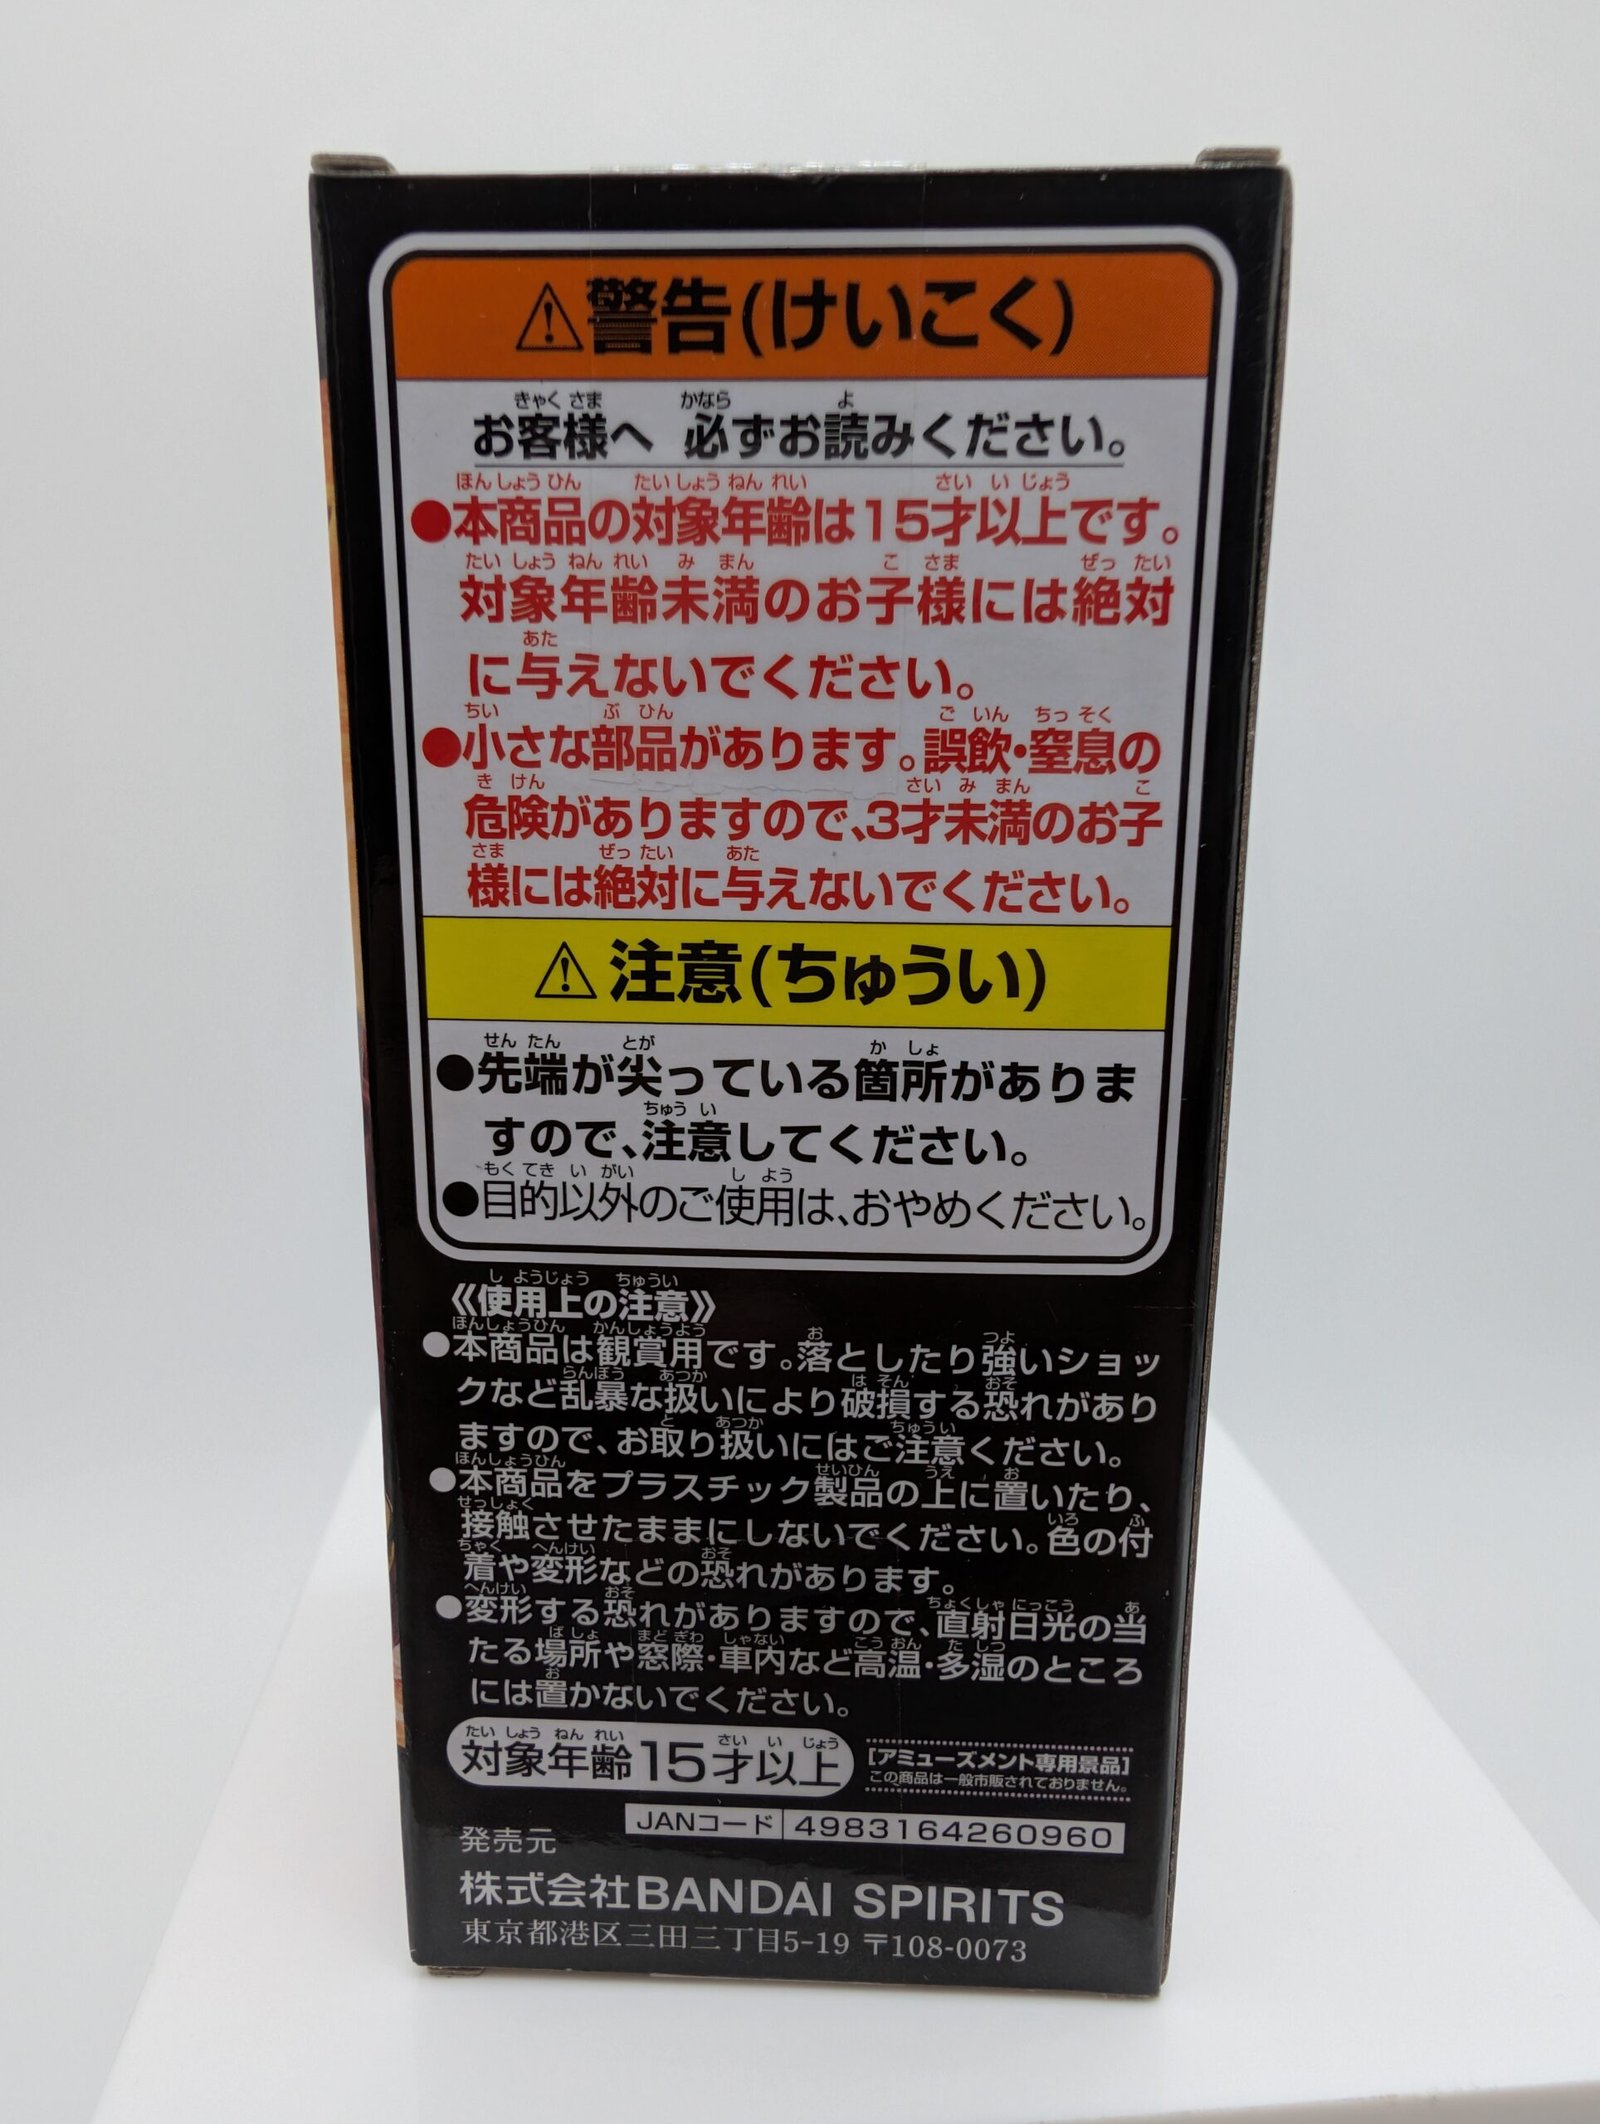 ⚠警告(けいこく)
お客様へ 必ずお読みください。
●本商品の対象年齢は15才以上です。
対象年齢未満のお子様には絶対
に与えないでください。
●小さな部品があります。誤飲・窒息の
危険がありますので、3才未満のお子
様には絶対に与えないでください。
⚠注意(ちゅうい)
●先端が尖っている箇所がありま
すので、注意してください。
●目的以外のご使用は、おやめください。
《使用上の注意》
●本商品は観賞用です。落としたり強いショッ
クなど乱暴な扱いにより破損する恐れがあり
ますので、お取り扱いにはご注意ください。
●本商品をプラスチック製品の上に置いたり、
接触させたままにしないでください。色の付
着や変形などの恐れがあります。
●変形する恐れがありますので、直射日光の当
たる場所や窓際・車内など高温・多湿のところ
には置かないでください。
対象年齢15才以上
[アミューズメント専用景品]
この商品は一般市販されておりません。
JANコード 4983164260960
発売元
株式会社BANDAI SPIRITS
東京都港区三田三丁目5-19 〒108-0073